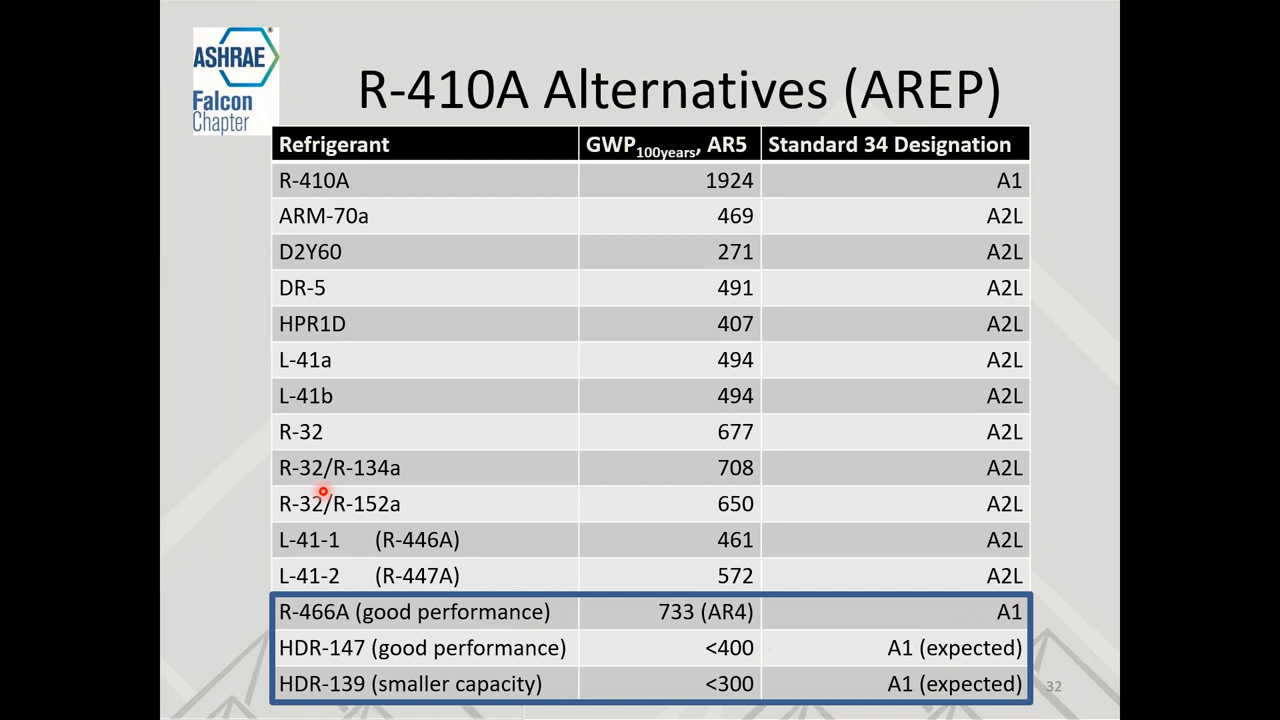 ASHRAE
Falcon
Chapter
R-410A Alternatives (AREP)
Refrigerant GWP100years, AR5 Standard 34 Designation
R-410A 1924 A1
ARM-70a 469 A2L
D2Y60 271 A2L
DR-5 491 A2L
HPR1D 407 A2L
L-41a 494 A2L
L-41b 494 A2L
R-32 677 A2L
R-32/R-134a 708 A2L
R-32/R-152a 650 A2L
L-41-1 (R-446A) 461 A2L
L-41-2 (R-447A) 572 A2L
R-466A (good performance) 733 (AR4) A1
HDR-147 (good performance) <400 A1 (expected)
HDR-139 (smaller capacity) <300 A1 (expected)
32